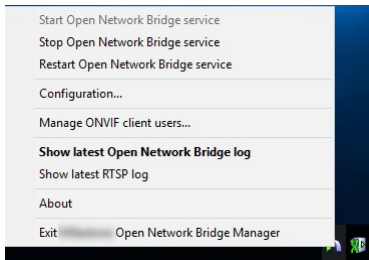 Start Open Network Bridge service
Stop Open Network Bridge service
Restart Open Network Bridge service
Configuration...
Manage ONVIF client users...
Show latest Open Network Bridge log
Show latest RTSP log
About
Exit Open Network Bridge Manager